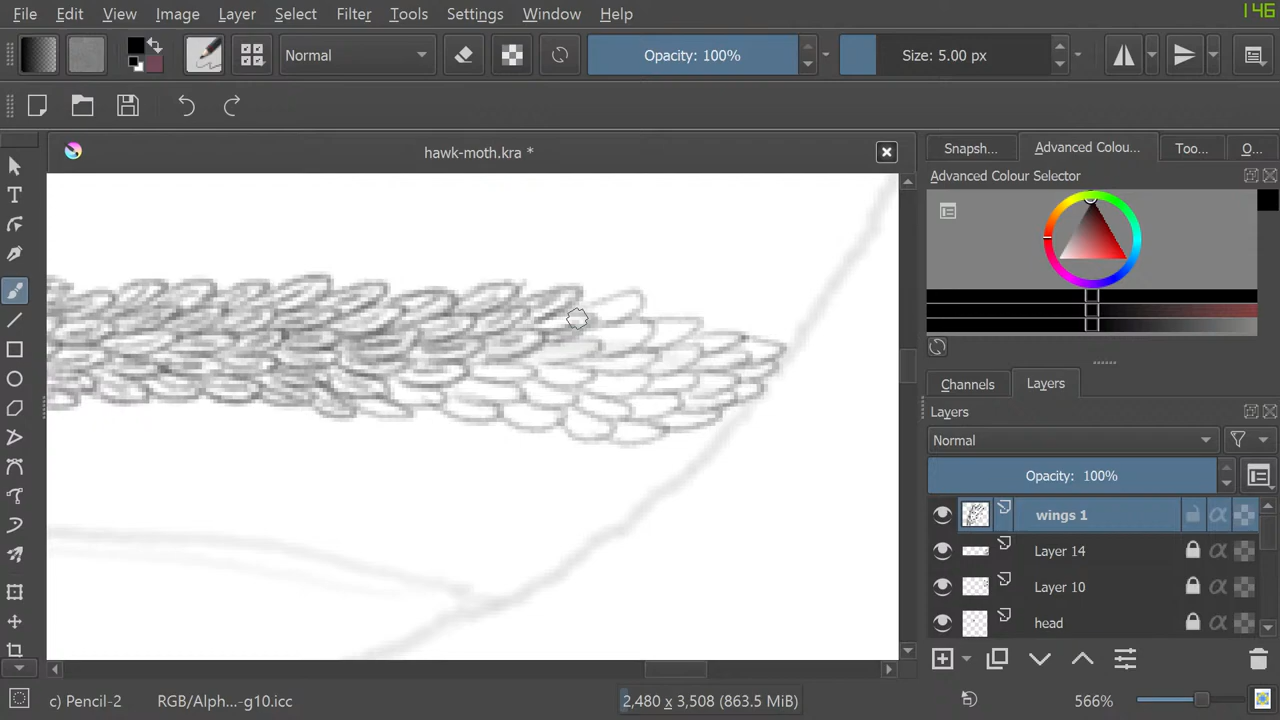 File Edit View Image Layer Select Filter Tools Settings Window Help
146
Normal
Opacity: 100%
Size: 5.00 px
hawk-moth.kra *
Snapsh...
Advanced Colou...
Too...
O...
Advanced Colour Selector
Channels
Layers
Layers
Normal
Opacity: 100%
wings 1
Layer 14
Layer 10
head
c) Pencil-2
RGB/Alph...-g10.icc
2,480 x 3,508 (863.5 MiB)
566%